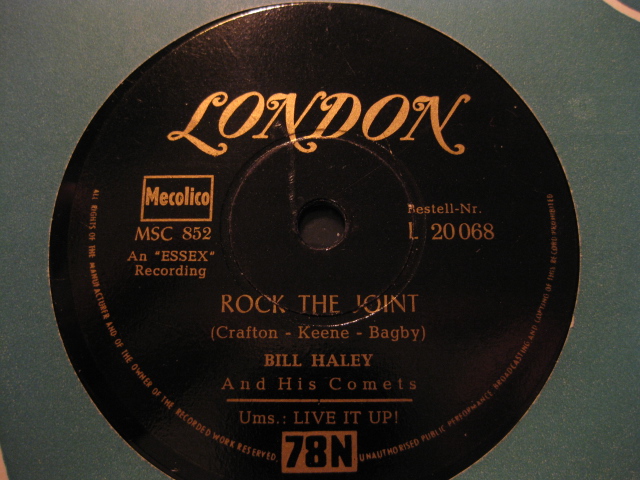 LONDON
Mecolico
MSC 852
An "ESSEX"
Recording
Bestell-Nr.
L 20 068
ROCK THE JOINT
(Crafton - Keene - Bagby)
BILL HALEY
And His Comets
Ums.: LIVE IT UP!
78N
ALL RIGHTS OF THE MANUFACTURER AND OF THE OWNER OF THE RECORDED WORK RESERVED. UNAUTHORISED PUBLIC PERFORMANCE, BROADCASTING AND COPYING OF THIS RECORD PROHIBITED